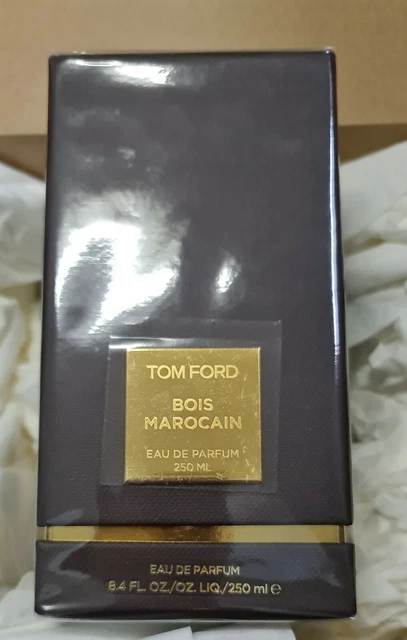 TOM FORD
BOIS
MAROCAIN
EAU DE PARFUM
250 ML
EAU DE PARFUM
8.4 FL. OZ./OZ. LIQ./250 ml ℮